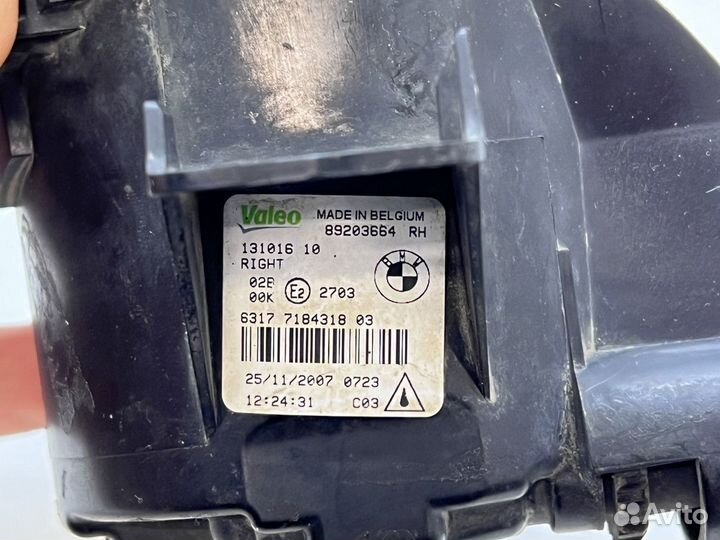 Valeo MADE IN BELGIUM
89203664 RH
131016 10
RIGHT
BMW
02B
00K E2 2703
6317 7184318 03
25/11/2007 0723
12:24:31 C03
Avito